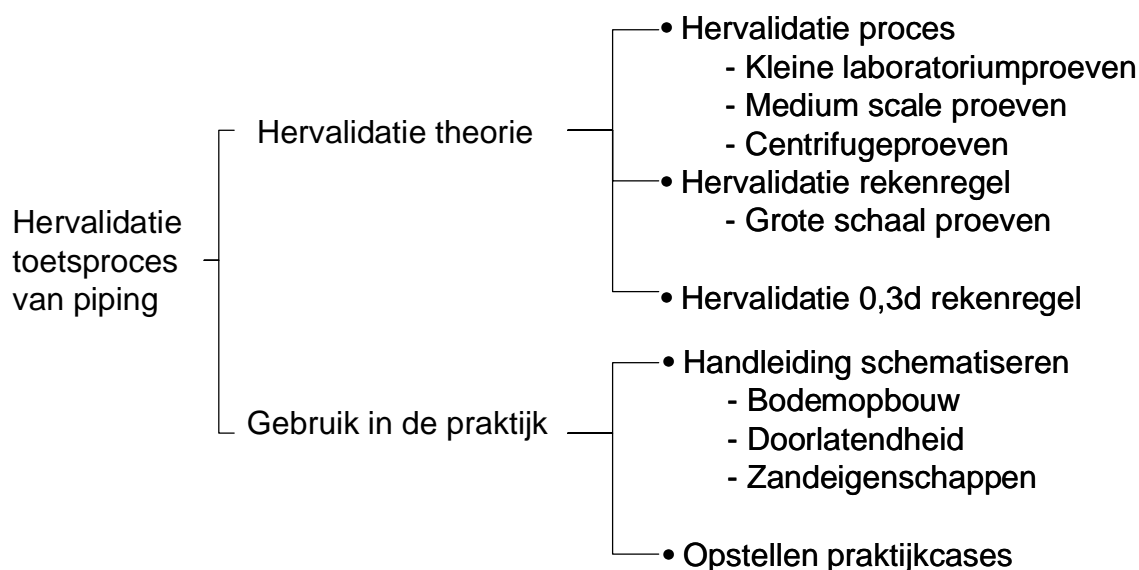 Hervalidatie
toetsproces
van piping
Hervalidatie theorie
• Hervalidatie proces
- Kleine laboratoriumproeven
- Medium scale proeven
- Centrifugeproeven
• Hervalidatie rekenregel
- Grote schaal proeven
• Hervalidatie 0,3d rekenregel
Gebruik in de praktijk
• Handleiding schematiseren
- Bodemopbouw
- Doorlatendheid
- Zandeigenschappen
• Opstellen praktijkcases